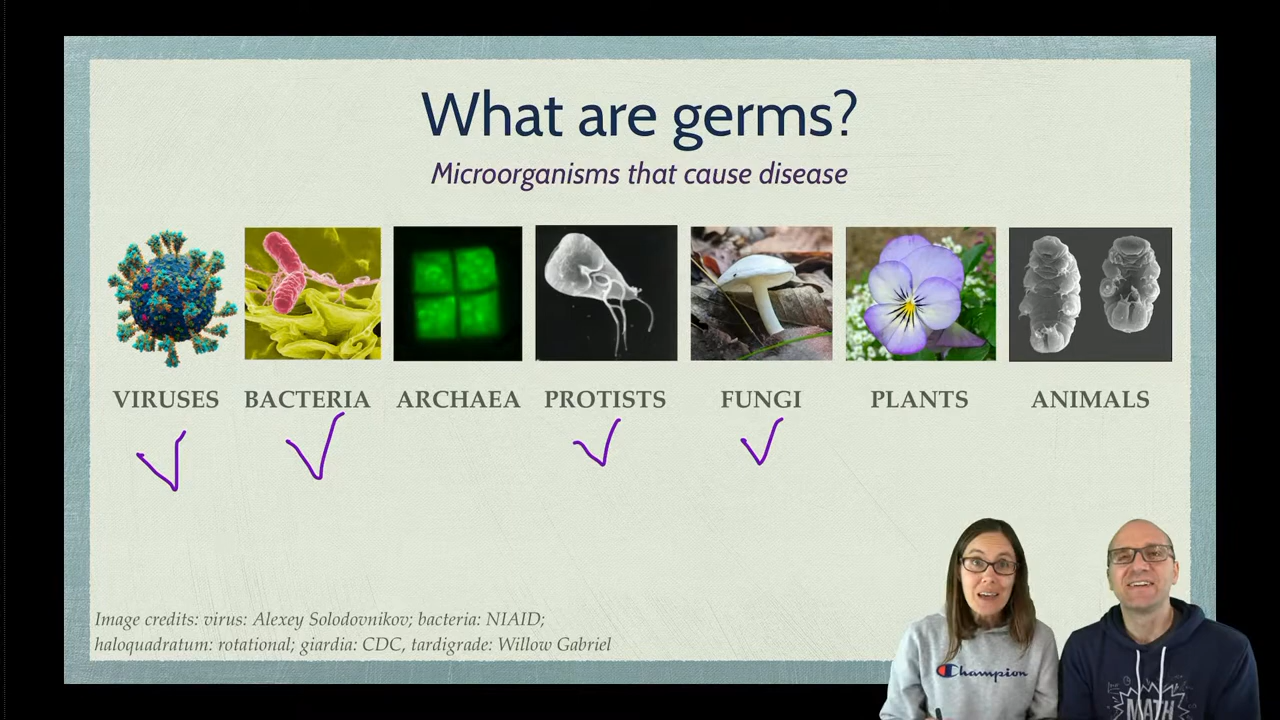 What are germs?
Microorganisms that cause disease
VIRUSES BACTERIA ARCHAEA PROTISTS FUNGI PLANTS ANIMALS
Image credits: virus: Alexey Solodovnikov; bacteria: NIAID;
haloquadratum: rotational; giardia: CDC, tardigrade: Willow Gabriel
Champion
MATH